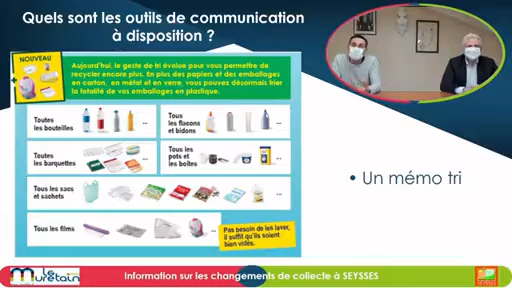 Quels sont les outils de communication
à disposition ?
NOUVEAU
Aujourd'hui, le geste de tri évolue pour vous permettre de
recycler encore plus. En plus des papiers et des emballages
en carton, en métal et en verre, vous pouvez désormais trier
la totalité de vos emballages en plastique.
Toutes
les bouteilles
...
Tous
les flacons
et bidons
...
Toutes
les barquettes
...
Tous les
pots et
les boîtes
...
Tous les sacs
et sachets
...
Tous les films
...
Pas besoin de les laver,
il suffit qu'ils soient
bien vidés.
• Un mémo tri
Le Muretain
Information sur les changements de collecte à SEYSSES